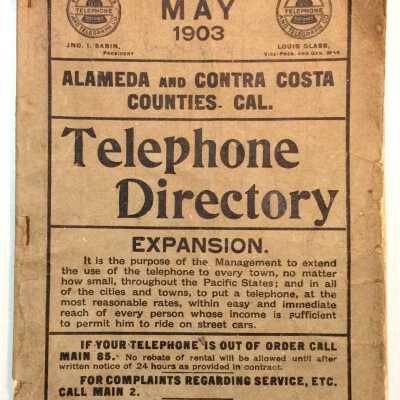 TELEPHONE
MAY
1903
TELEPHONE
JNO. I. SABIN,
PRESIDENT
LOUIS GLASS,
VICE-PRES. AND GEN. M'G'R
ALAMEDA AND CONTRA COSTA
COUNTIES- CAL.
Telephone
Directory
EXPANSION.
It is the purpose of the Management to extend
the use of the telephone to every town, no matter
how small, throughout the Pacific States; and in all
of the cities and towns, to put a telephone, at the
most reasonable rates, within easy and immediate
reach of every person whose income is sufficient
to permit him to ride on street cars.
IF YOUR TELEPHONE IS OUT OF ORDER CALL
MAIN 85. No rebate of rental will be allowed until after
written notice of 24 hours as provided in contract.
FOR COMPLAINTS REGARDING SERVICE, ETC.
CALL MAIN 2.